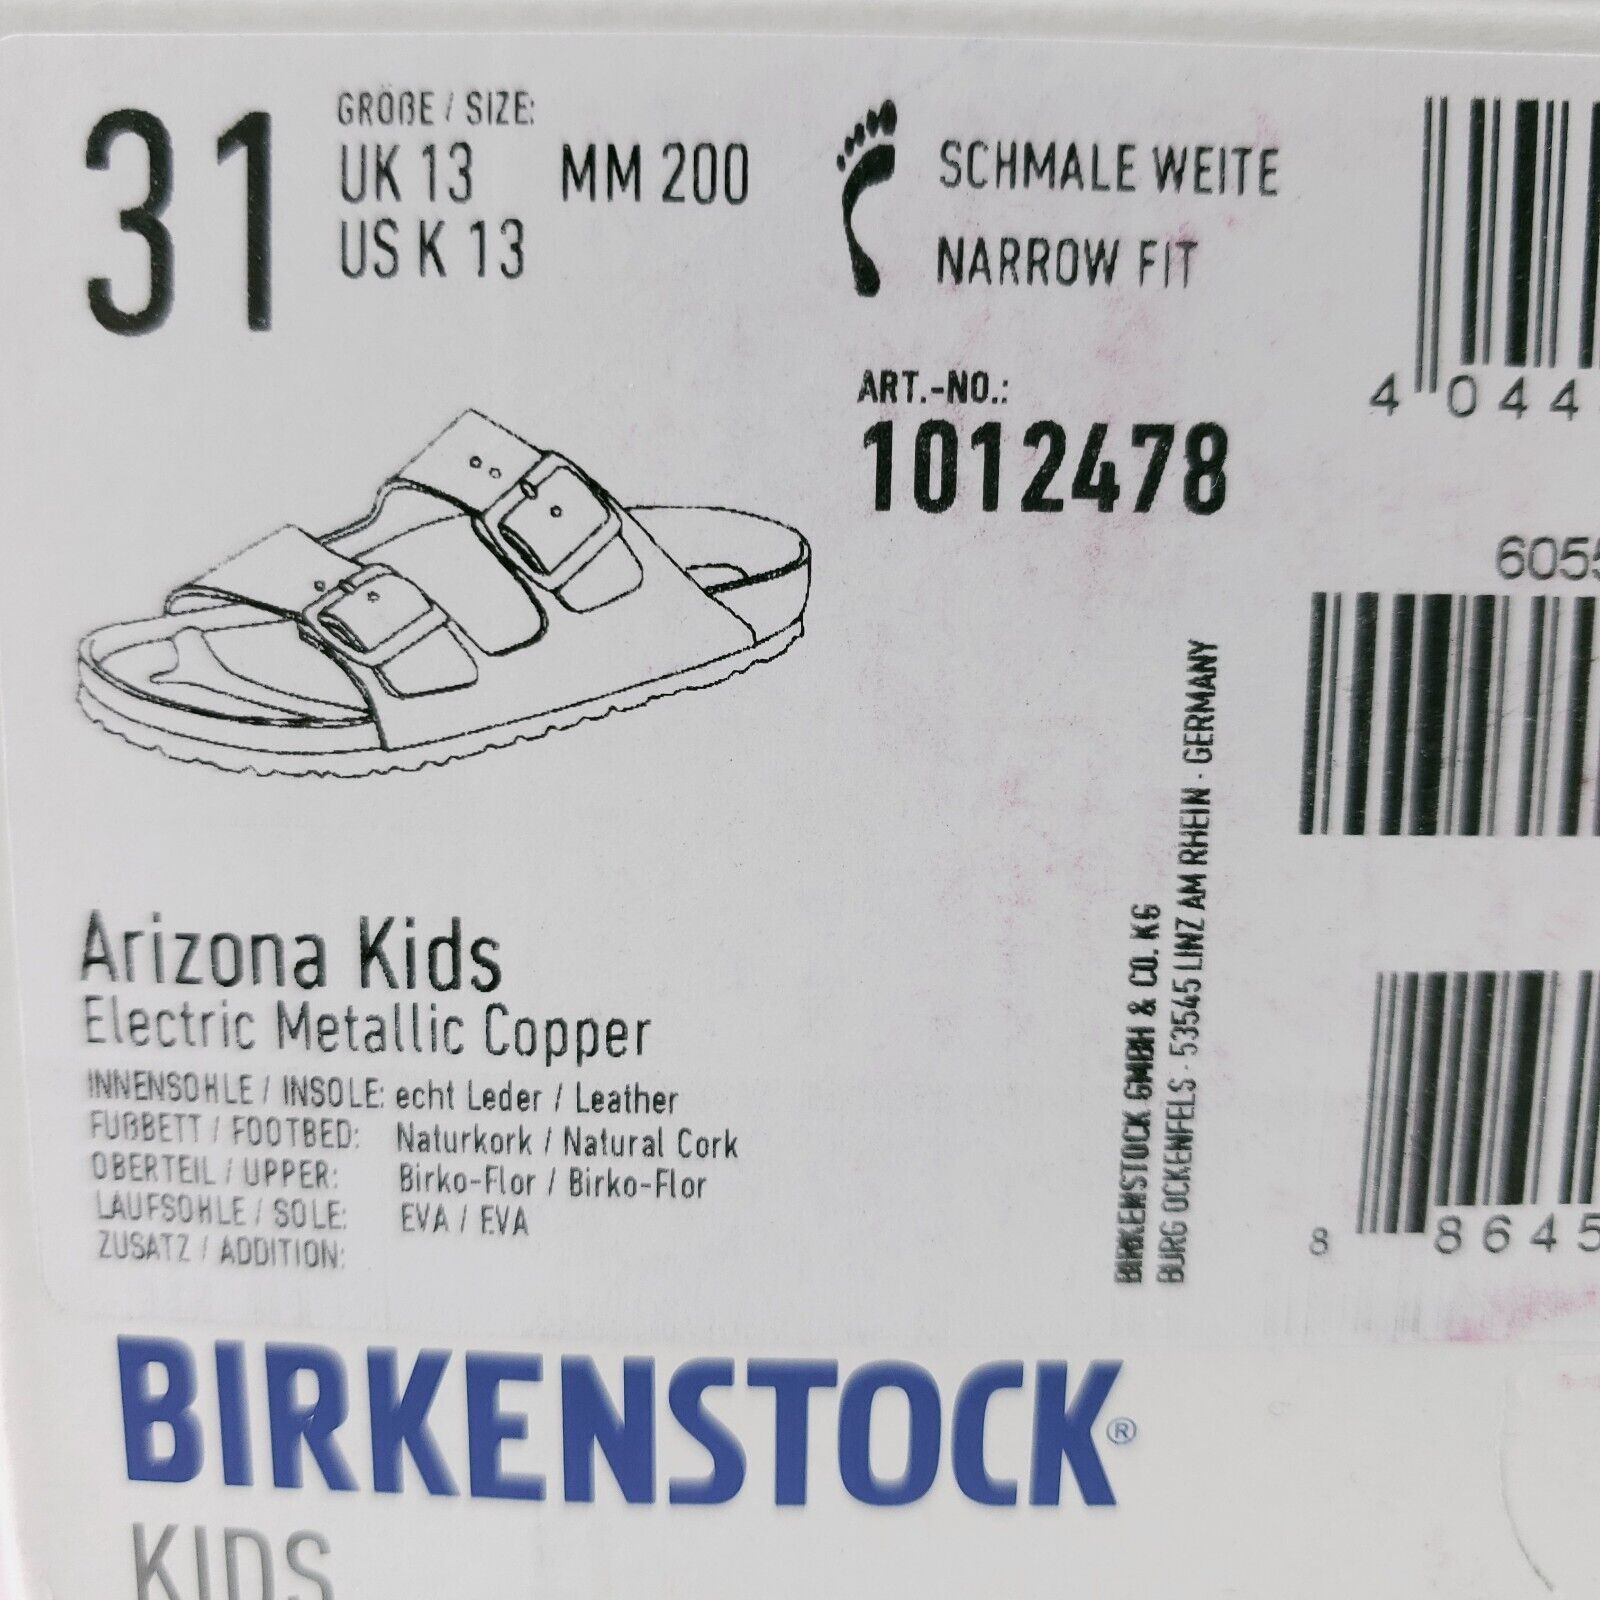 31
GRÖßE / SIZE:
UK 13 MM 200
US K 13
SCHMALE WEITE
NARROW FIT
ART.-NO.:
1012478
4 044
605
8 8645
Arizona Kids
Electric Metallic Copper
INNENSOHLE / INSOLE: echt Leder / Leather
FUßBETT / FOOTBED: Naturkork / Natural Cork
OBERTEIL / UPPER: Birko-Flor / Birko-Flor
LAUFSOHLE / SOLE: EVA / EVA
ZUSATZ / ADDITION:
BIRKENSTOCK GMBH & CO. KG
BURG OCKENFELS · 53545 LINZ AM RHEIN · GERMANY
BIRKENSTOCK®
KIDS